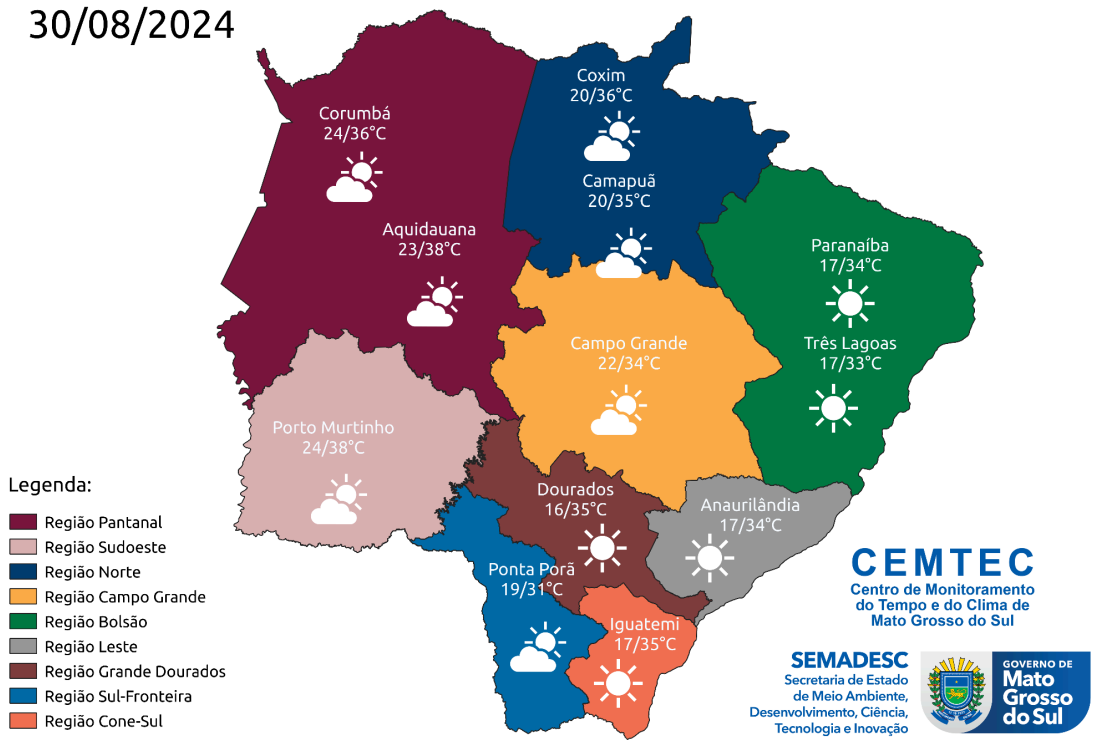 30/08/2024
Coxim
20/36°C
Corumbá
24/36°C
Camapuã
20/35°C
Aquidauana
23/38°C
Paranaíba
17/34°C
Campo Grande
22/34°C
Três Lagoas
17/33°C
Porto Murtinho
24/38°C
Dourados
16/35°C
Anaurilândia
17/34°C
Ponta Porã
19/31°C
Iguatemi
17/35°C
Legenda:
Região Pantanal
Região Sudoeste
Região Norte
Região Campo Grande
Região Bolsão
Região Leste
Região Grande Dourados
Região Sul-Fronteira
Região Cone-Sul
CEMTEC
Centro de Monitoramento
do Tempo e do Clima de
Mato Grosso do Sul
SEMADESC
Secretaria de Estado
de Meio Ambiente,
Desenvolvimento, Ciência,
Tecnologia e Inovação
GOVERNO DE
Mato
Grosso
do Sul